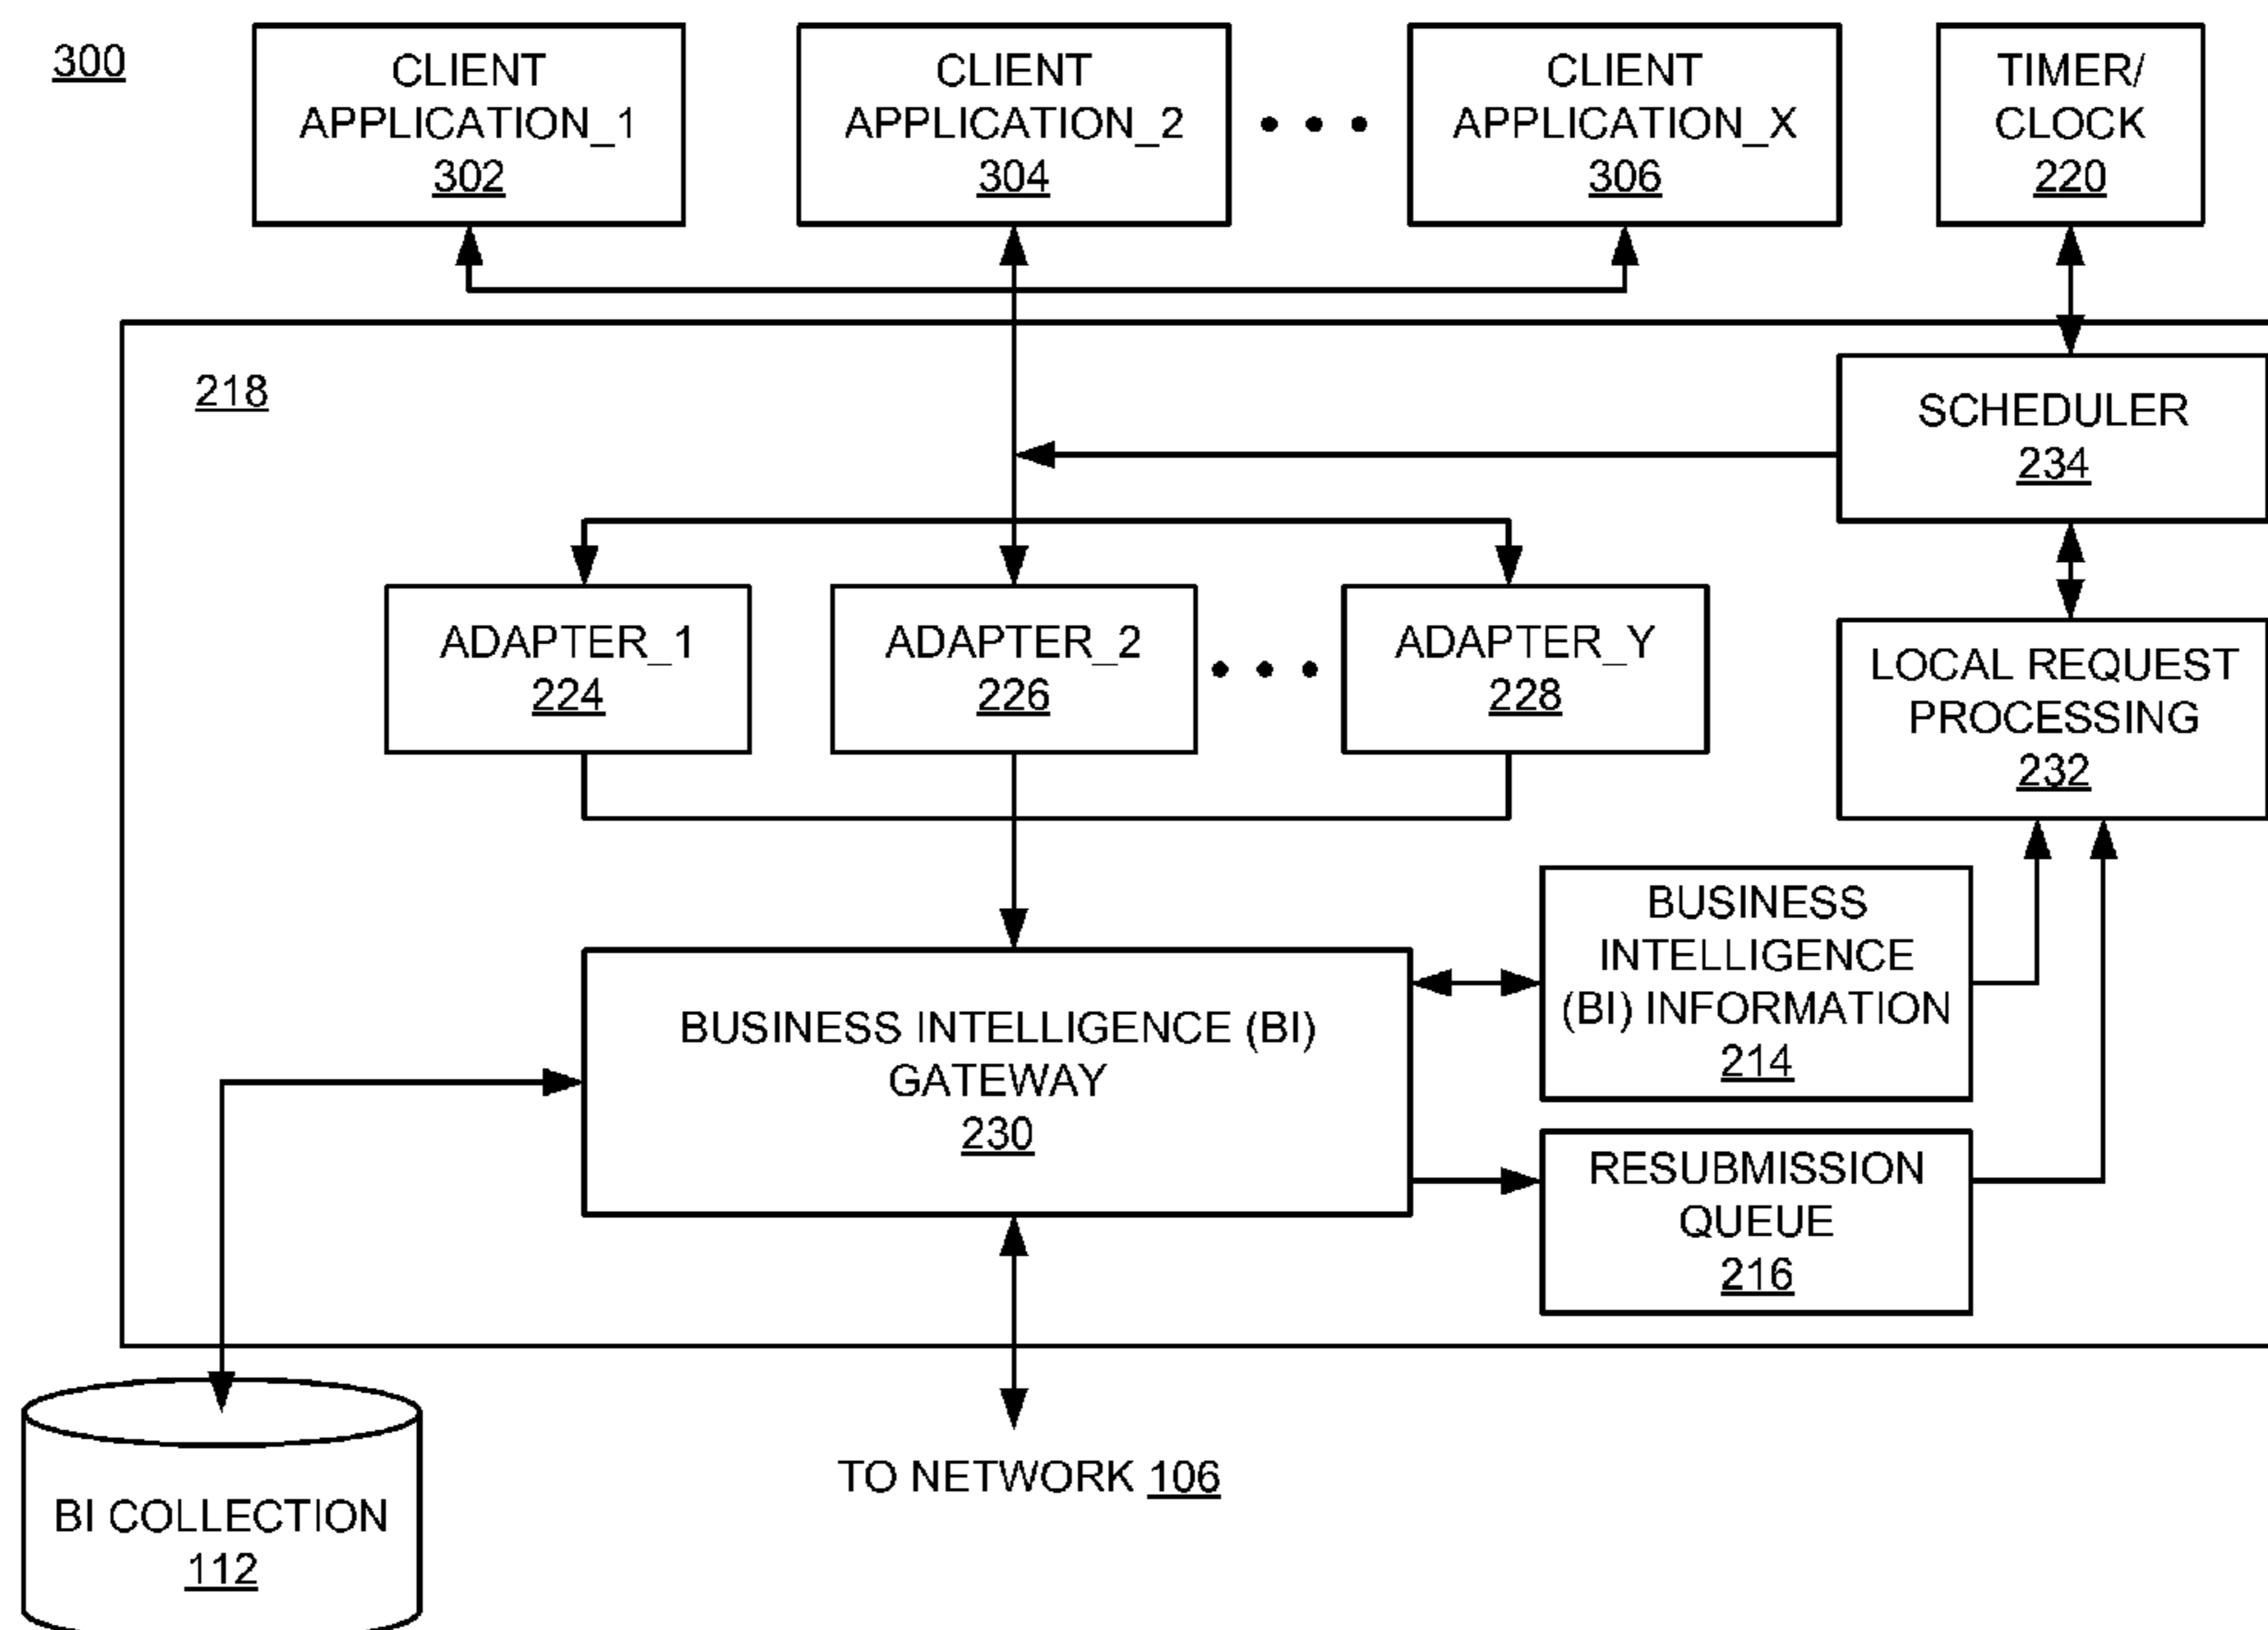 300
CLIENT
APPLICATION_1
302
CLIENT
APPLICATION_2
304
CLIENT
APPLICATION_X
306
TIMER/
CLOCK
220
218
SCHEDULER
234
ADAPTER_1
224
ADAPTER_2
226
ADAPTER_Y
228
LOCAL REQUEST
PROCESSING
232
BUSINESS
INTELLIGENCE
(BI) INFORMATION
214
BUSINESS INTELLIGENCE (BI)
GATEWAY
230
RESUBMISSION
QUEUE
216
TO NETWORK 106
BI COLLECTION
112